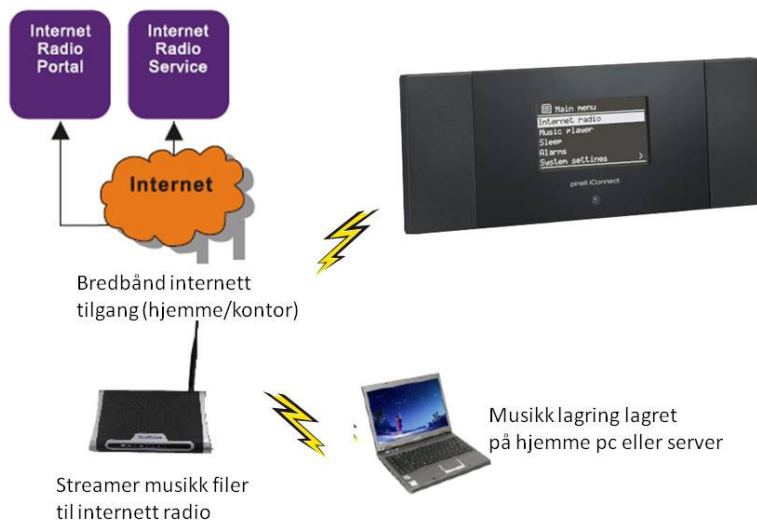 Internet
Radio
Portal
Internet
Radio
Service
Internet
Main menu
Internet radio
Music player
Sleep
Alarms
System settings >
pinell iConnect
Bredbånd internett
tilgang (hjemme/kontor)
Musikk lagring lagret
på hjemme pc eller server
Streamer musikk filer
til internett radio